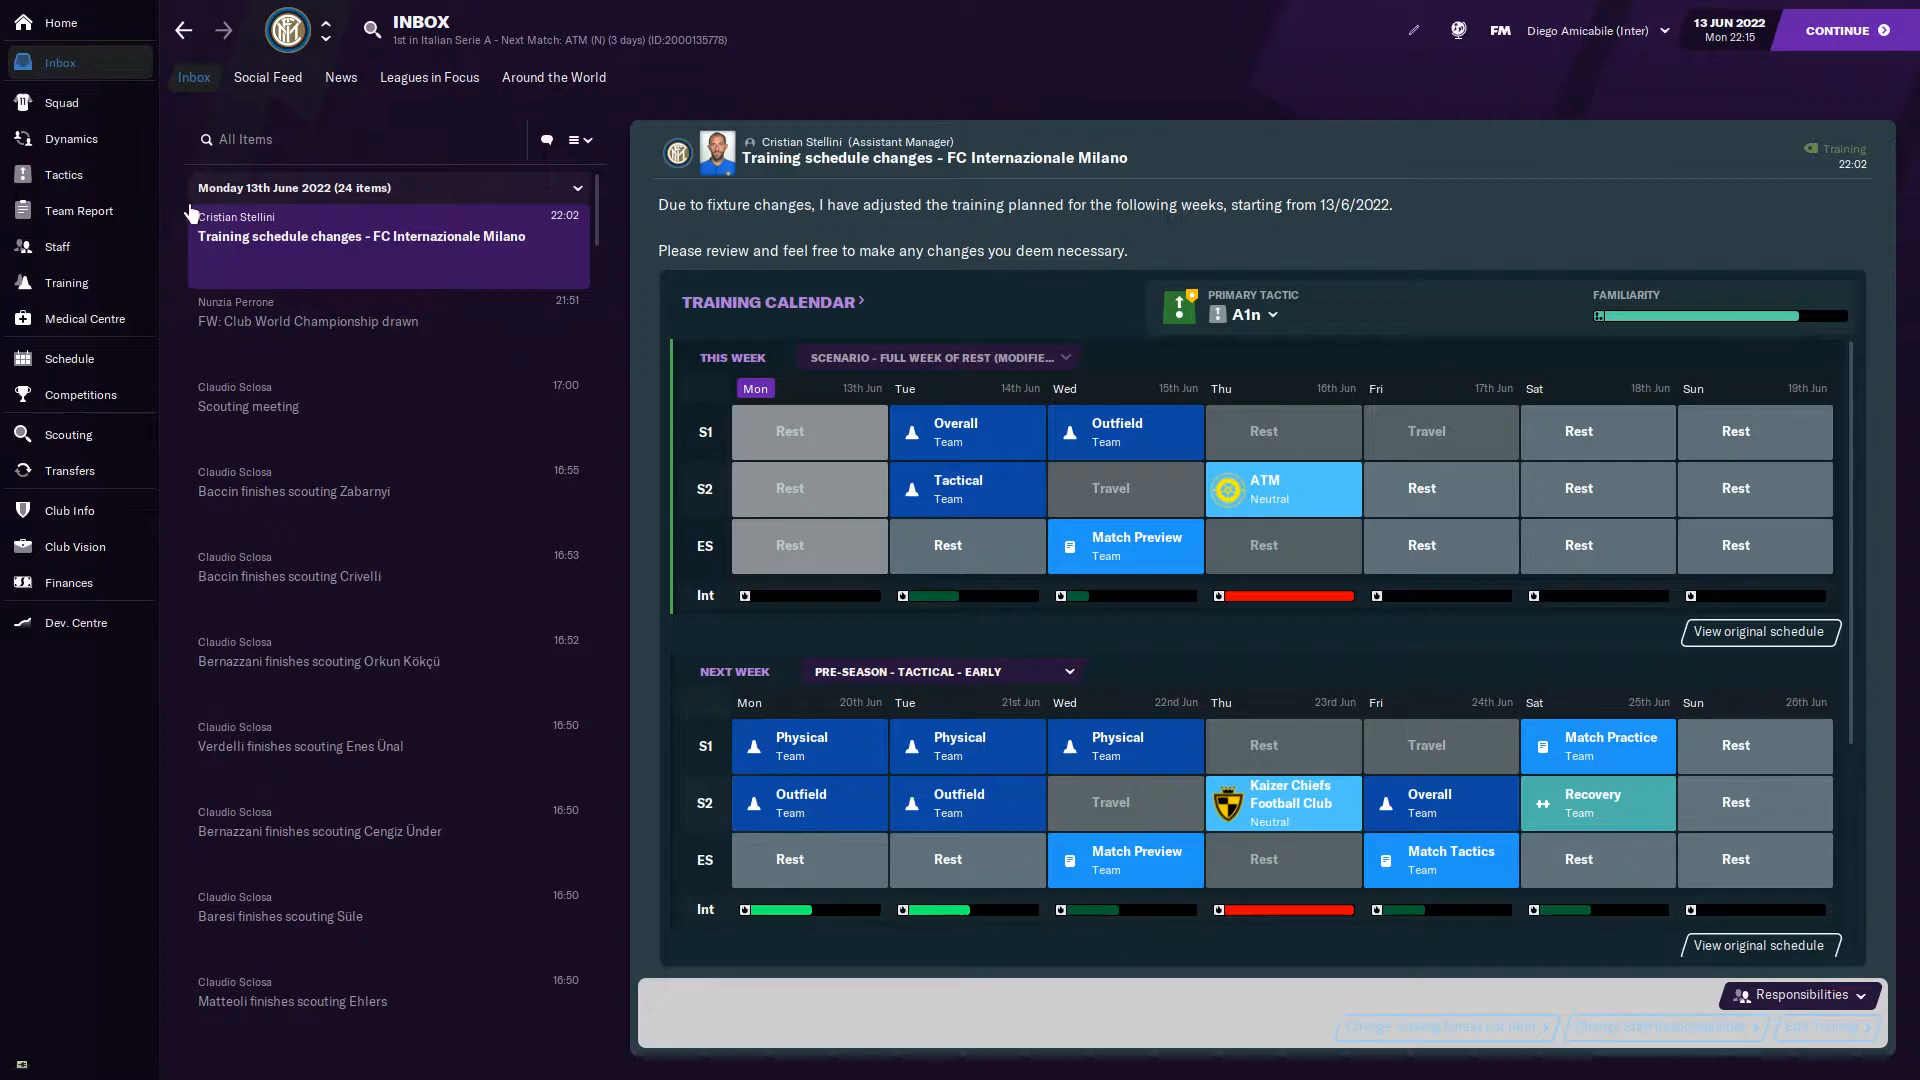 Home
Inbox
Squad
Dynamics
Tactics
Team Report
Staff
Training
Medical Centre
Schedule
Competitions
Scouting
Transfers
Club Info
Club Vision
Finances
Dev. Centre
INBOX
1st in Italian Serie A - Next Match: ATM (N) (3 days) (ID:2000135778)
FM
Diego Amicabile (Inter)
13 JUN 2022
Mon 22:15
CONTINUE
Inbox Social Feed News Leagues in Focus Around the World
All Items
Monday 13th June 2022 (24 items)
Cristian Stellini 22:02
Training schedule changes - FC Internazionale Milano
Nunzia Perrone 21:51
FW: Club World Championship drawn
Claudio Sclosa 17:00
Scouting meeting
Claudio Sclosa 16:55
Baccin finishes scouting Zabarnyi
Claudio Sclosa 16:53
Baccin finishes scouting Crivelli
Claudio Sclosa 16:52
Bernazzani finishes scouting Orkun Kökçü
Claudio Sclosa 16:50
Verdelli finishes scouting Enes Ünal
Claudio Sclosa 16:50
Bernazzani finishes scouting Cengiz Ünder
Claudio Sclosa 16:50
Baresi finishes scouting Süle
Claudio Sclosa 16:50
Matteoli finishes scouting Ehlers
Cristian Stellini (Assistant Manager)
Training schedule changes - FC Internazionale Milano
Training
22:02
Due to fixture changes, I have adjusted the training planned for the following weeks, starting from 13/6/2022.
Please review and feel free to make any changes you deem necessary.
TRAINING CALENDAR
PRIMARY TACTIC
A1n
FAMILIARITY
THIS WEEK SCENARIO - FULL WEEK OF REST (MODIFIE...
Mon 13th Jun Tue 14th Jun Wed 15th Jun Thu 16th Jun Fri 17th Jun Sat 18th Jun Sun 19th Jun
S1 Rest Overall Team Outfield Team Rest Travel Rest Rest
S2 Rest Tactical Team Travel ATM Neutral Rest Rest Rest
ES Rest Rest Match Preview Team Rest Rest Rest Rest
Int
View original schedule
NEXT WEEK PRE-SEASON - TACTICAL - EARLY
Mon 20th Jun Tue 21st Jun Wed 22nd Jun Thu 23rd Jun Fri 24th Jun Sat 25th Jun Sun 26th Jun
S1 Physical Team Physical Team Physical Team Rest Travel Match Practice Team Rest
S2 Outfield Team Outfield Team Travel Kaizer Chiefs Football Club Neutral Overall Team Recovery Team Rest
ES Rest Rest Match Preview Team Rest Match Tactics Team Rest Rest
Int
View original schedule
Responsibilities